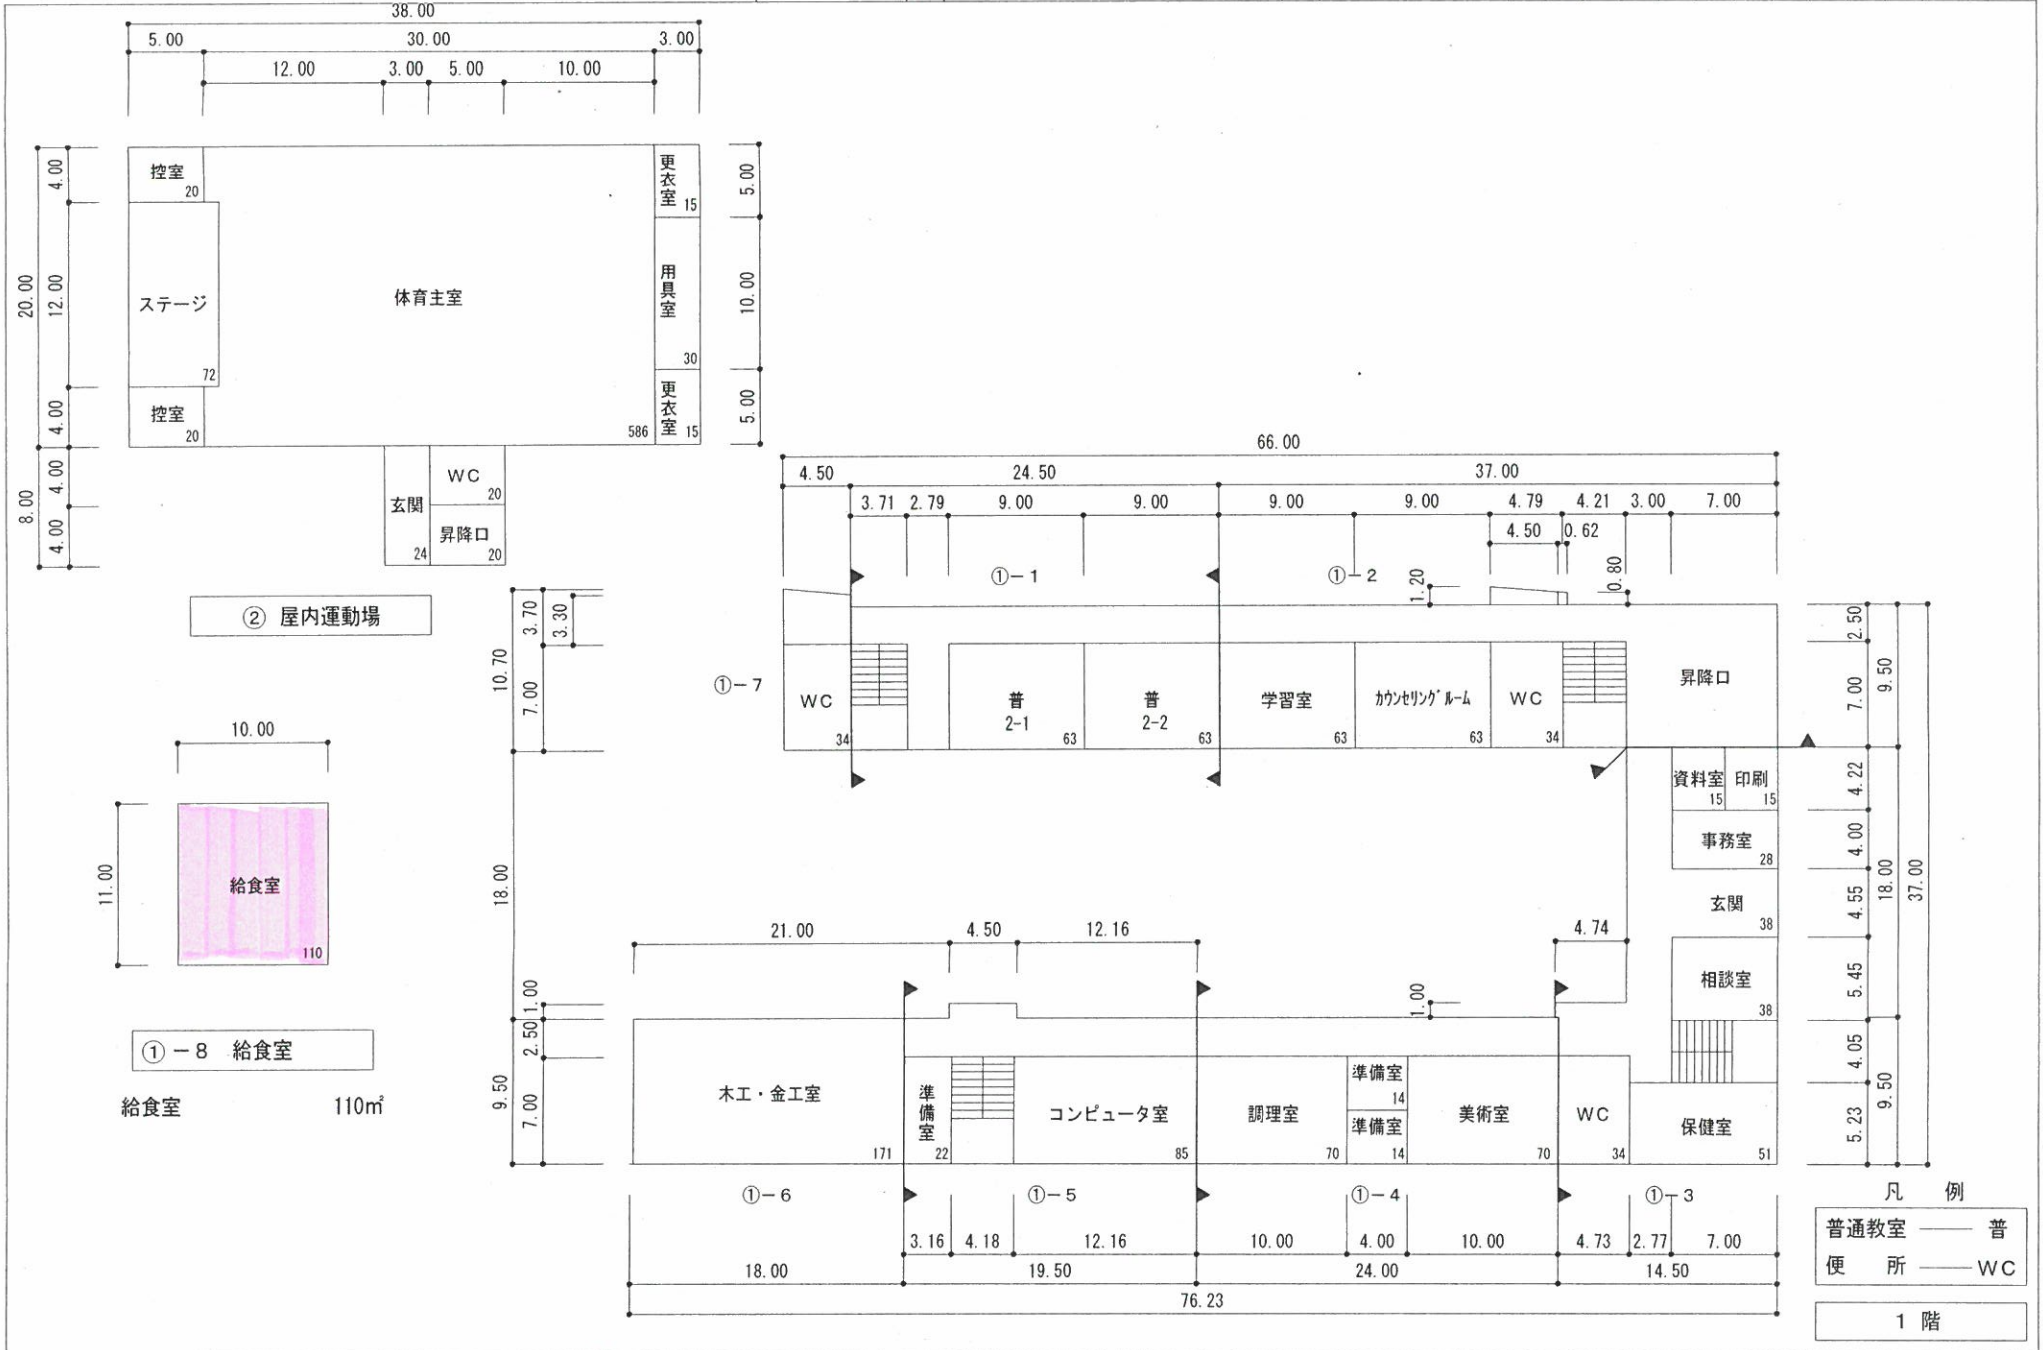 38.00
5.00 30.00 3.00
12.00 3.00 5.00 10.00
20.00
4.00
12.00
4.00
8.00
4.00
4.00
控室 20
ステージ 72
控室 20
体育主室 586
更衣室 15
用具室 30
更衣室 15
5.00
10.00
5.00
玄関 24
WC 20
昇降口 20
② 屋内運動場
10.00
11.00
給食室 110
①-8 給食室
給食室 110㎡
66.00
4.50 24.50 37.00
3.71 2.79 9.00 9.00 9.00 9.00 4.79 4.21 3.00 7.00
4.50 0.62
①-1 ①-2
1.20 0.80
10.70
3.70
3.30
7.00
18.00
①-7
WC 34
普 2-1 63
普 2-2 63
学習室 63
カウンセリングルーム 63
WC 34
昇降口
2.50
7.00
9.50
資料室 15
印刷 15
4.22
事務室 28
4.00
玄関 38
4.55
18.00
37.00
相談室 38
5.45
4.05
9.50
5.23
21.00 4.50 12.16 4.74
1.00
1.00
2.50
9.50
7.00
木工・金工室 171
準備室 22
コンピュータ室 85
調理室 70
準備室 14
準備室 14
美術室 70
WC 34
保健室 51
①-6 ①-5 ①-4 ①-3
3.16 4.18 12.16 10.00 4.00 10.00 4.73 2.77 7.00
18.00 19.50 24.00 14.50
76.23
凡 例
普通教室 —— 普
便 所 —— WC
1 階